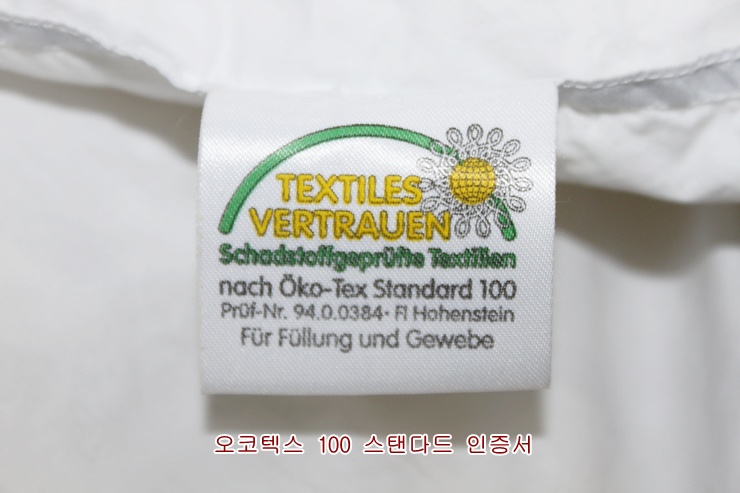 TEXTILES
VERTRAUEN
Schadstoffgeprüfte Textilien
nach Öko-Tex Standard 100
Prüf-Nr. 94.0.0384 · FI Hohenstein
Für Füllung und Gewebe
오코텍스 100 스탠다드 인증서